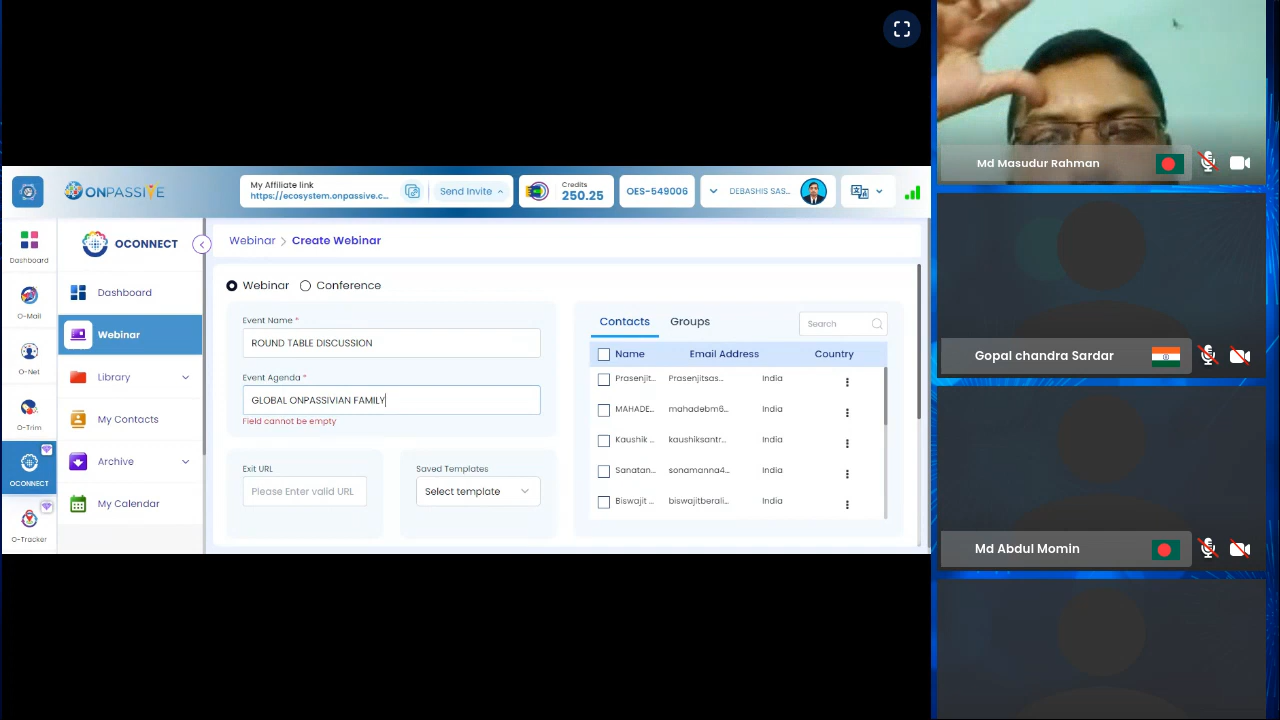 ONPASSIVE
My Affiliate link
https://ecosystem.onpassive.c...
Send Invite
Credits
250.25
OES-549006
DEBASHIS SAS...
Dashboard
O-Mail
O-Net
O-Trim
OCONNECT
O-Tracker
OCONNECT
Dashboard
Webinar
Library
My Contacts
Archive
My Calendar
Webinar > Create Webinar
Webinar Conference
Event Name *
ROUND TABLE DISCUSSION
Event Agenda *
GLOBAL ONPASSIVIAN FAMILY
Field cannot be empty
Exit URL
Please Enter valid URL
Saved Templates
Select template
Contacts Groups
Search
Name Email Address Country
Prasenjit... Prasenjitsas... India
MAHADE... mahadebm6... India
Kaushik ... kaushiksantr... India
Sanatan... sonamanna4... India
Biswajit ... biswajitberali... India
Md Masudur Rahman
Gopal chandra Sardar
Md Abdul Momin